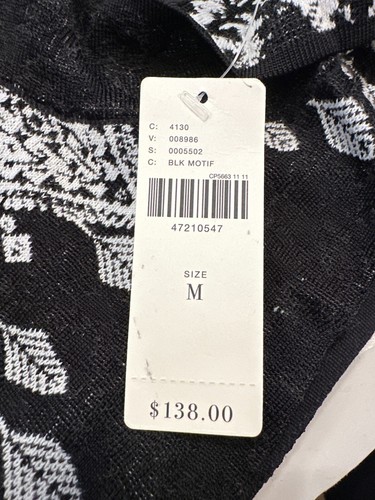 C: 4130
V: 008986
S: 0005502
C: BLK MOTIF
CP5663 11 11
47210547
SIZE
M
$138.00